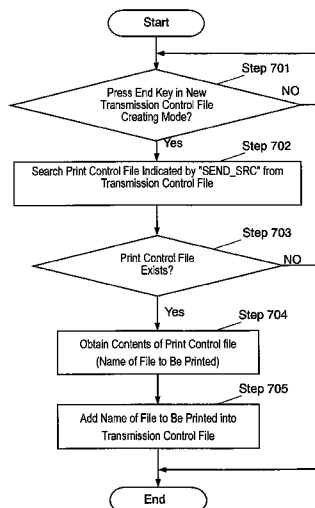 Start
Step 701
Press End Key in New
Transmission Control File
Creating Mode?
NO
Yes
Step 702
Search Print Control File Indicated by "SEND_SRC" from
Transmission Control File
Step 703
Print Control File
Exists?
NO
Yes
Step 704
Obtain Contents of Print Control file
(Name of File to Be Printed)
Step 705
Add Name of File to Be Printed into
Transmission Control File
End